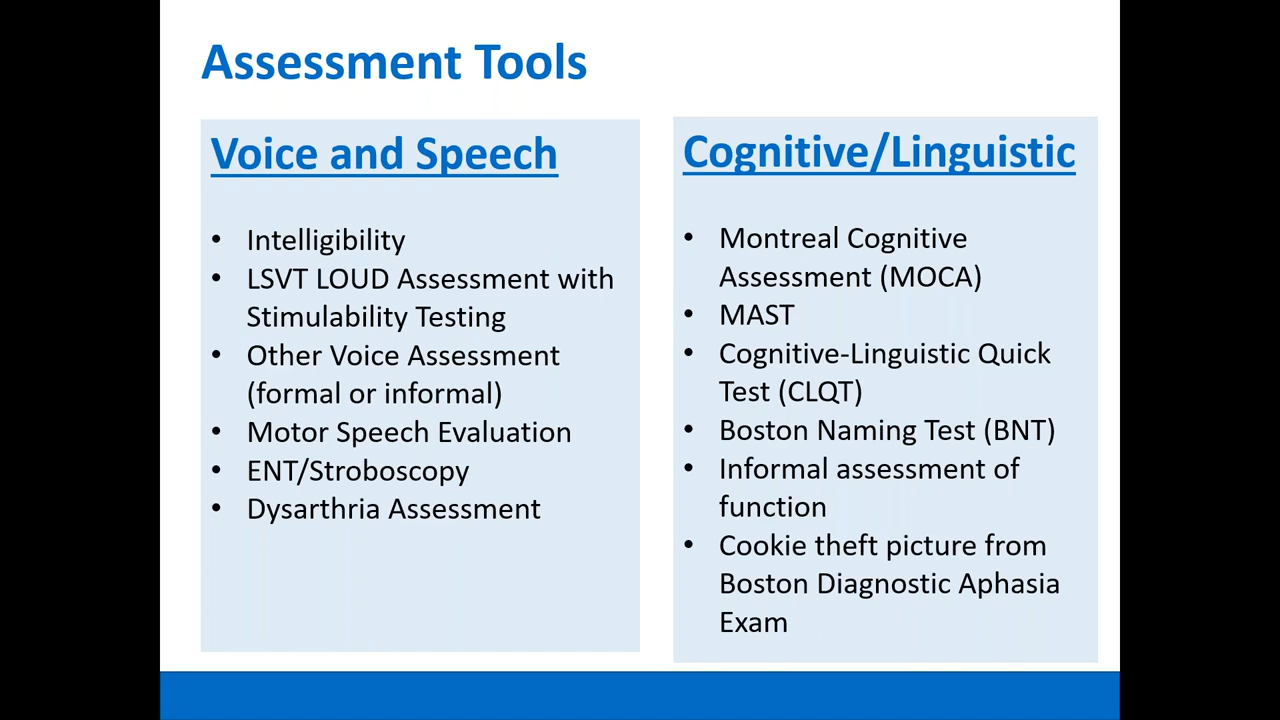 Assessment Tools
Voice and Speech
• Intelligibility
• LSVT LOUD Assessment with
Stimulability Testing
• Other Voice Assessment
(formal or informal)
• Motor Speech Evaluation
• ENT/Stroboscopy
• Dysarthria Assessment
Cognitive/Linguistic
• Montreal Cognitive
Assessment (MOCA)
• MAST
• Cognitive-Linguistic Quick
Test (CLQT)
• Boston Naming Test (BNT)
• Informal assessment of
function
• Cookie theft picture from
Boston Diagnostic Aphasia
Exam